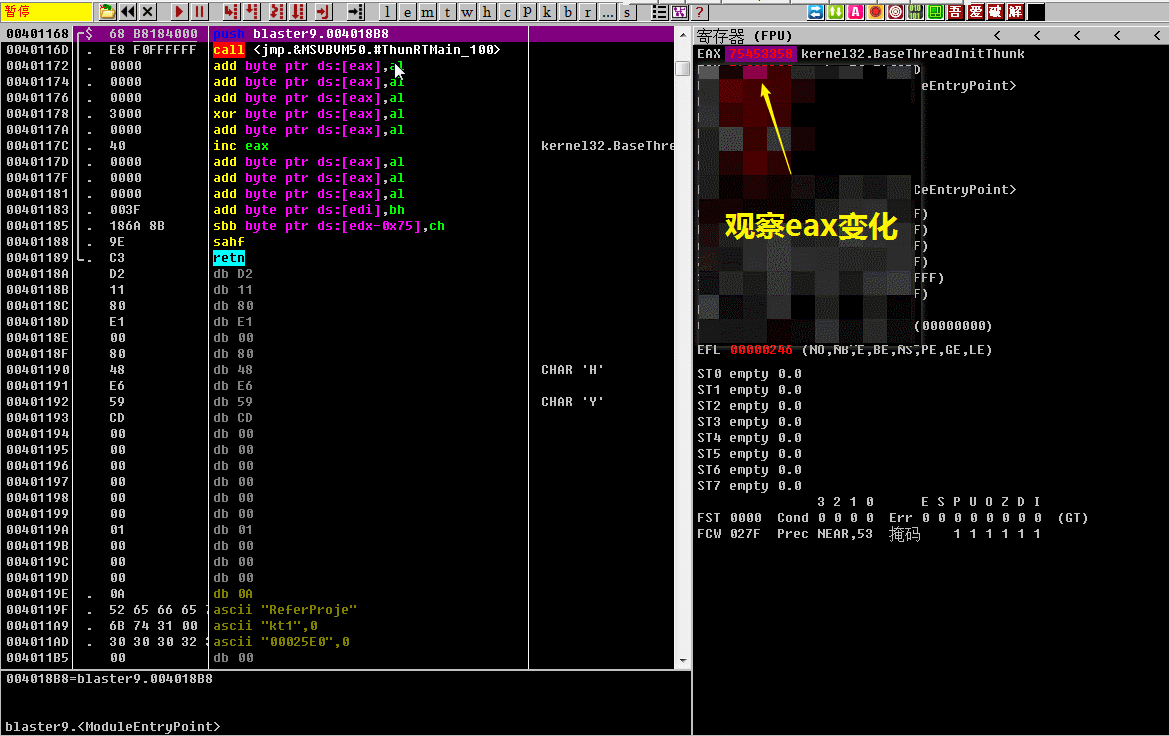 暂停 l e m t w h c p k b r ... s ? A 吾 爱 破 解
00401168 $ 68 B8184000 push blaster9.004018B8
0040116D . E8 F0FFFFFF call <jmp.&MSVBVM50.#ThunRTMain_100>
00401172 . 0000 add byte ptr ds:[eax],al
00401174 . 0000 add byte ptr ds:[eax],al
00401176 . 0000 add byte ptr ds:[eax],al
00401178 . 3000 xor byte ptr ds:[eax],al
0040117A . 0000 add byte ptr ds:[eax],al
0040117C . 40 inc eax kernel32.BaseThre
0040117D . 0000 add byte ptr ds:[eax],al
0040117F . 0000 add byte ptr ds:[eax],al
00401181 . 0000 add byte ptr ds:[eax],al
00401183 . 003F add byte ptr ds:[edi],bh
00401185 . 186A 8B sbb byte ptr ds:[edx-0x75],ch
00401188 . 9E sahf
00401189 . C3 retn
0040118A D2 db D2
0040118B 11 db 11
0040118C 80 db 80
0040118D E1 db E1
0040118E 00 db 00
0040118F 80 db 80
00401190 48 db 48 CHAR 'H'
00401191 E6 db E6
00401192 59 db 59 CHAR 'Y'
00401193 CD db CD
00401194 00 db 00
00401195 00 db 00
00401196 00 db 00
00401197 00 db 00
00401198 00 db 00
00401199 00 db 00
0040119A 01 db 01
0040119B 00 db 00
0040119C 00 db 00
0040119D 00 db 00
0040119E . 0A db 0A
0040119F . 52 65 66 65 ascii "ReferProje"
004011A9 . 6B 74 31 00 ascii "kt1",0
004011AD . 30 30 30 32 ascii "00025E0",0
004011B5 00 db 00
004018B8=blaster9.004018B8
blaster9.<ModuleEntryPoint>
寄存器 (FPU) < < < < <
EAX 75453358 kernel32.BaseThreadInitThunk
eEntryPoint>
CeEntryPoint>
观察eax变化
F)
F)
F)
F)
FFF)
F)
(00000000)
EFL 00000246 (NO,NB,E,BE,NS,PE,GE,LE)
ST0 empty 0.0
ST1 empty 0.0
ST2 empty 0.0
ST3 empty 0.0
ST4 empty 0.0
ST5 empty 0.0
ST6 empty 0.0
ST7 empty 0.0
3 2 1 0 E S P U O Z D I
FST 0000 Cond 0 0 0 0 Err 0 0 0 0 0 0 0 0 (GT)
FCW 027F Prec NEAR,53 掩码 1 1 1 1 1 1